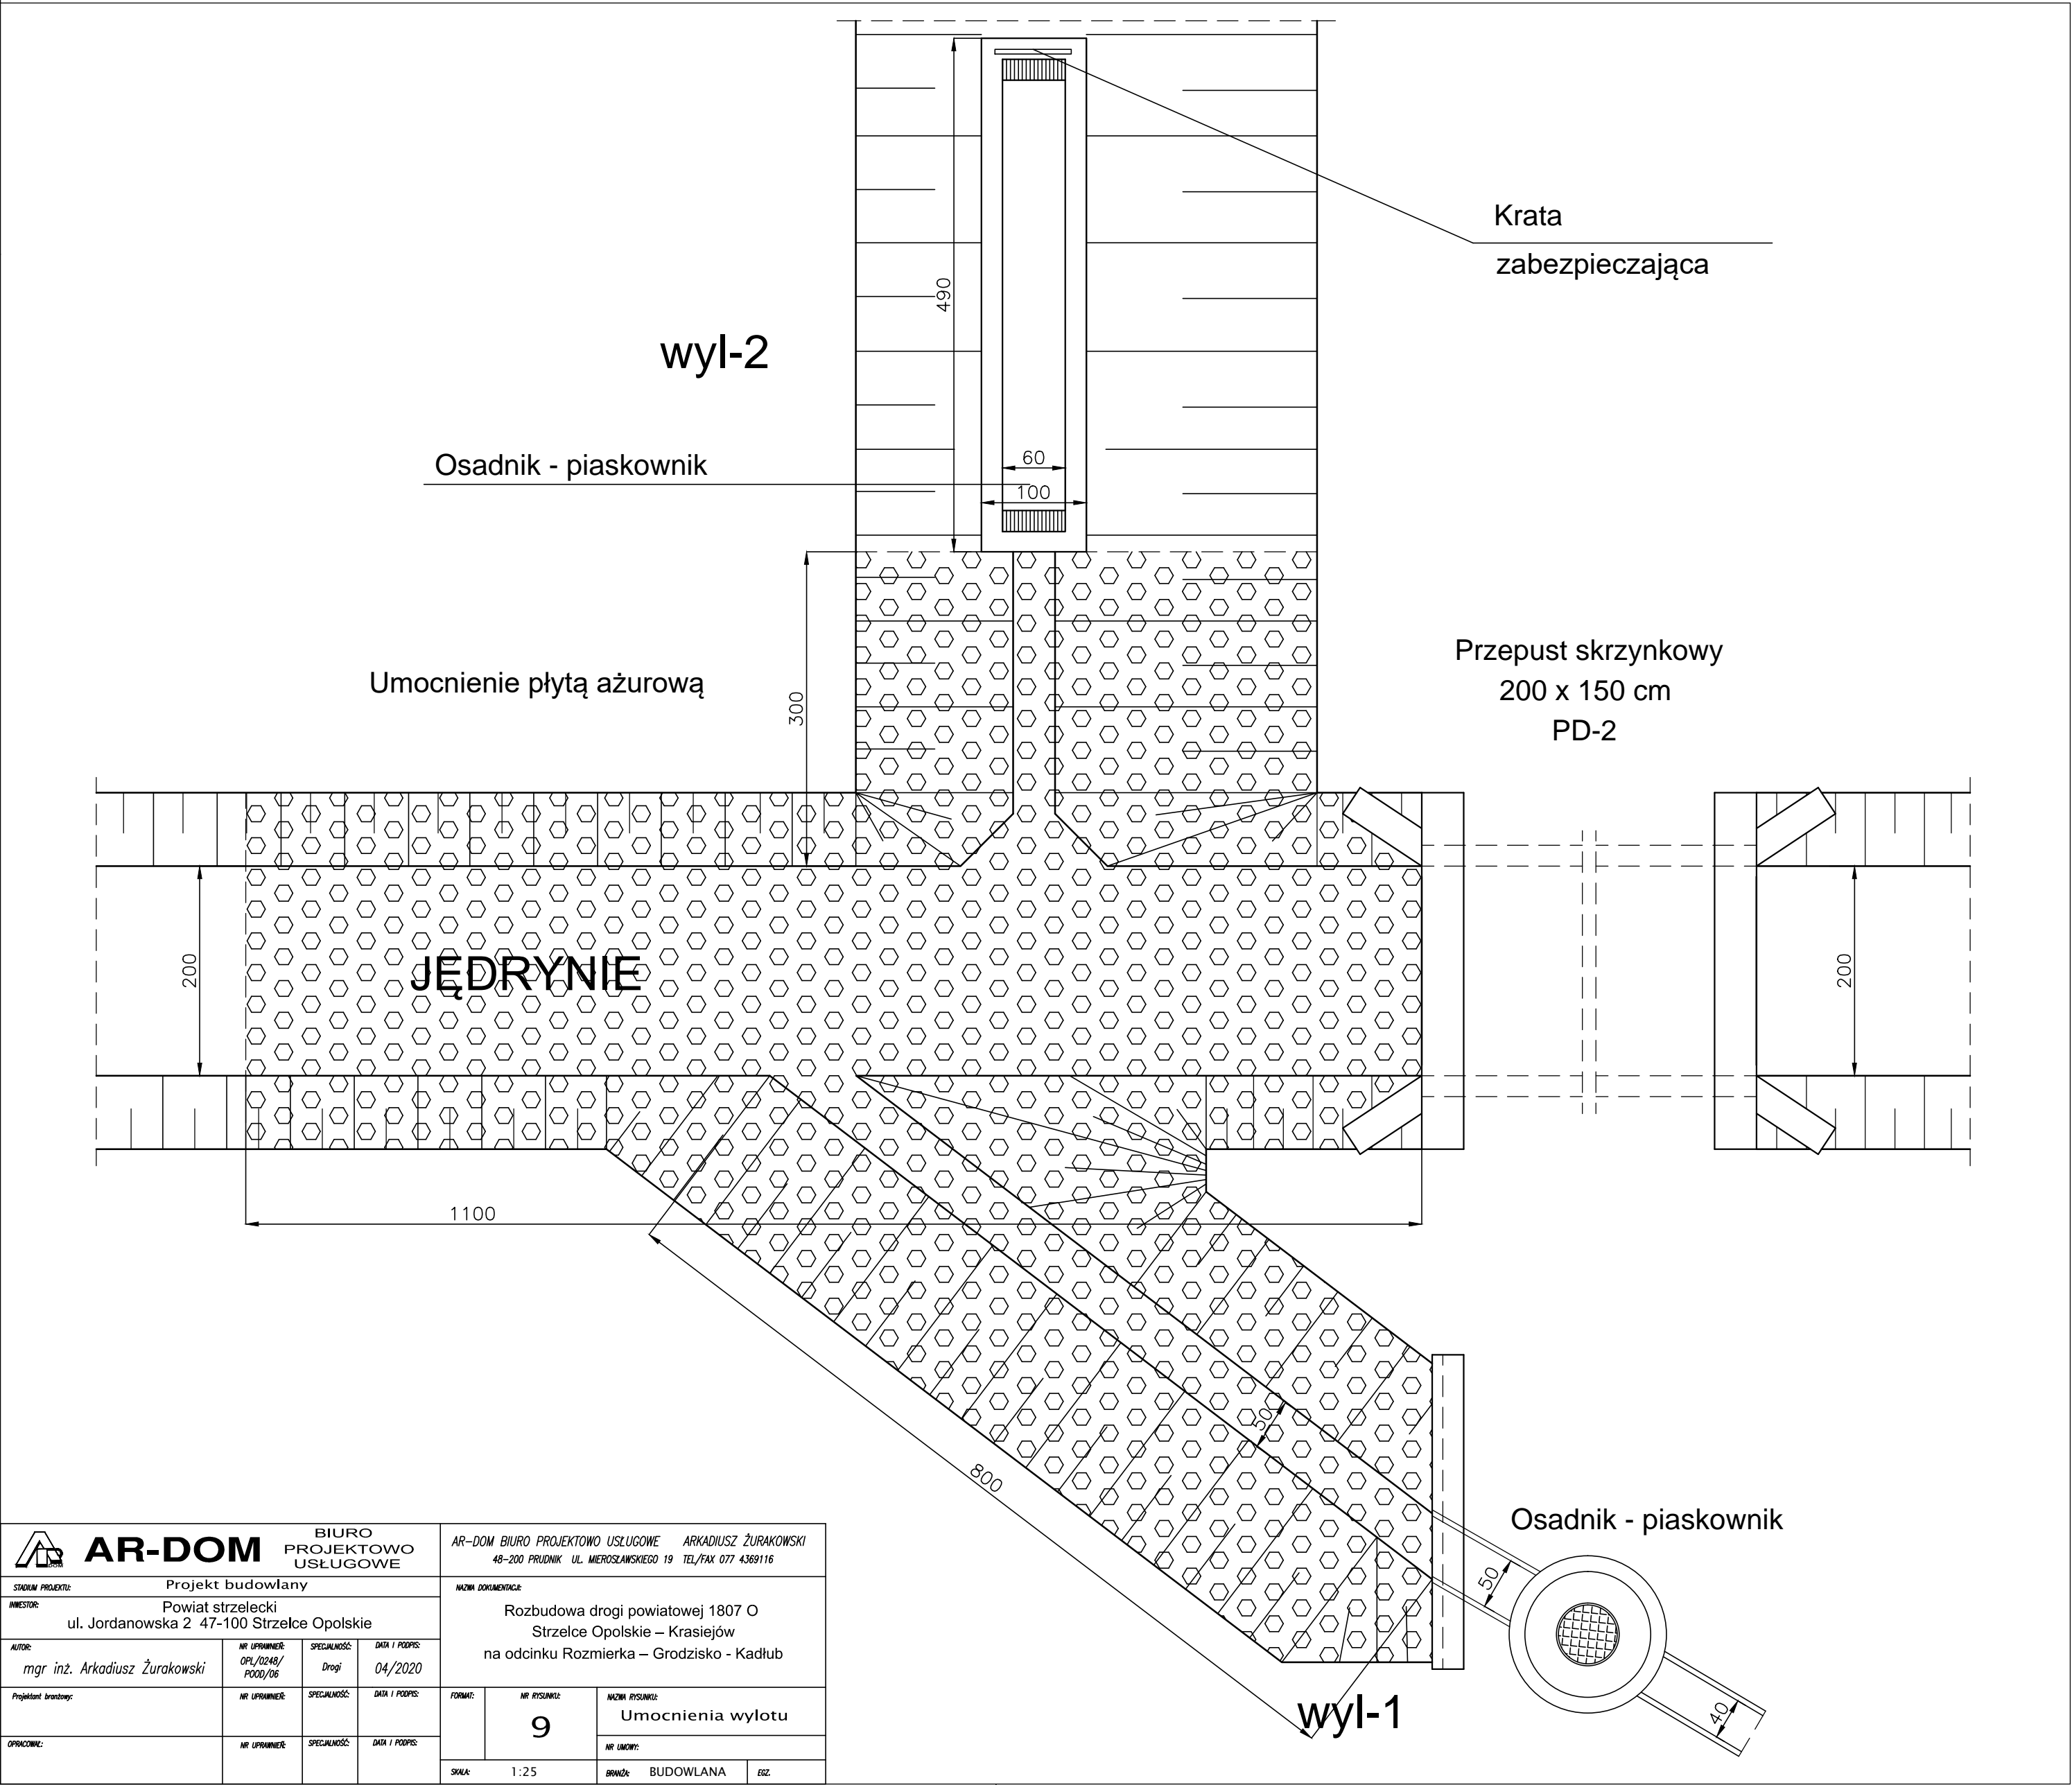 Krata
zabezpieczająca
490
wyl-2
Osadnik - piaskownik
60
100
Umocnienie płytą ażurową
300
Przepust skrzynkowy
200 x 150 cm
PD-2
200
JĘDRYNIE
200
1100
50
800
Osadnik - piaskownik
50
40
wyl-1
AR-DOM
BIURO
PROJEKTOWO
USŁUGOWE
DOM
AR-DOM BIURO PROJEKTOWO USŁUGOWE ARKADIUSZ ŻURAKOWSKI
48-200 PRUDNIK UL. MIEROSŁAWSKIEGO 19 TEL/FAX 077 4369116
STADIUM PROJEKTU: Projekt budowlany
INWESTOR: Powiat strzelecki
ul. Jordanowska 2 47-100 Strzelce Opolskie
NAZWA DOKUMENTACJI:
Rozbudowa drogi powiatowej 1807 O
Strzelce Opolskie – Krasiejów
na odcinku Rozmierka – Grodzisko - Kadłub
AUTOR: NR UPRAWNIEŃ: SPECJALNOŚĆ: DATA I PODPIS:
mgr inż. Arkadiusz Żurakowski
OPL/0248/
POOD/06
Drogi
04/2020
Projektant branżowy: NR UPRAWNIEŃ: SPECJALNOŚĆ: DATA I PODPIS:
OPRACOWAŁ: NR UPRAWNIEŃ: SPECJALNOŚĆ: DATA I PODPIS:
FORMAT: NR RYSUNKU: NAZWA RYSUNKU:
9
Umocnienia wylotu
NR UMOWY:
SKALA: 1:25 BRANŻA: BUDOWLANA EGZ.